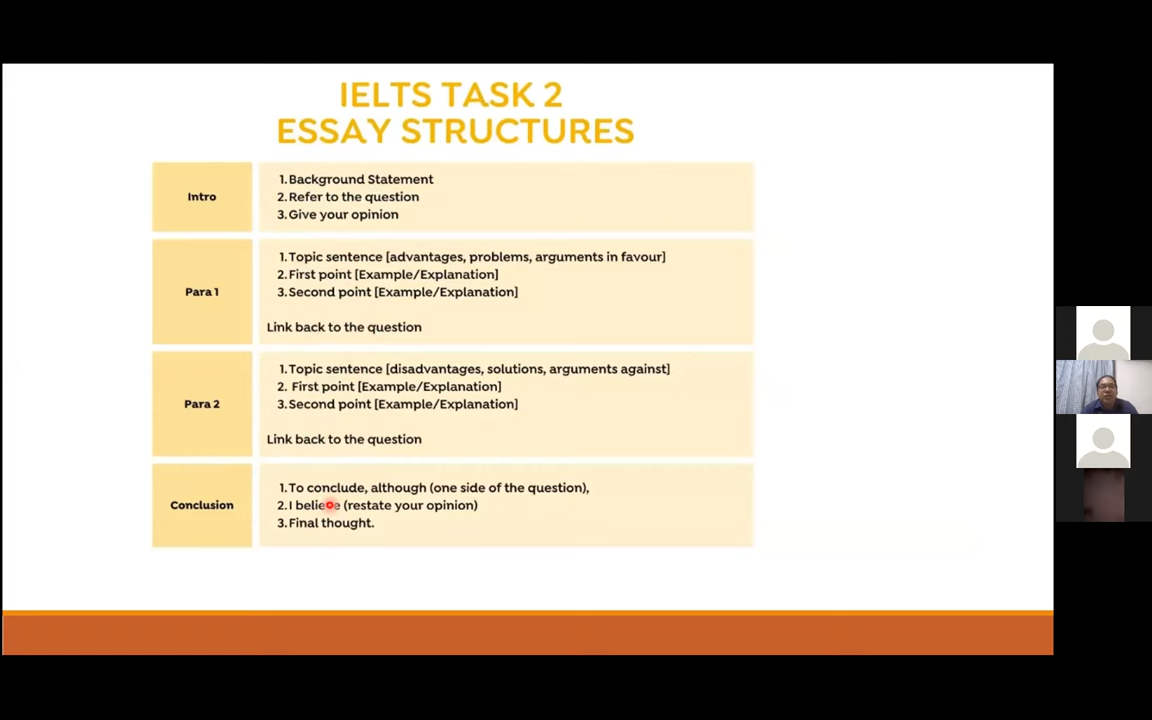 IELTS TASK 2
ESSAY STRUCTURES
Intro
1.Background Statement
2.Refer to the question
3.Give your opinion
Para 1
1.Topic sentence [advantages, problems, arguments in favour]
2.First point [Example/Explanation]
3.Second point [Example/Explanation]
Link back to the question
Para 2
1.Topic sentence [disadvantages, solutions, arguments against]
2. First point [Example/Explanation]
3.Second point [Example/Explanation]
Link back to the question
Conclusion
1.To conclude, although (one side of the question),
2.I believe (restate your opinion)
3.Final thought.